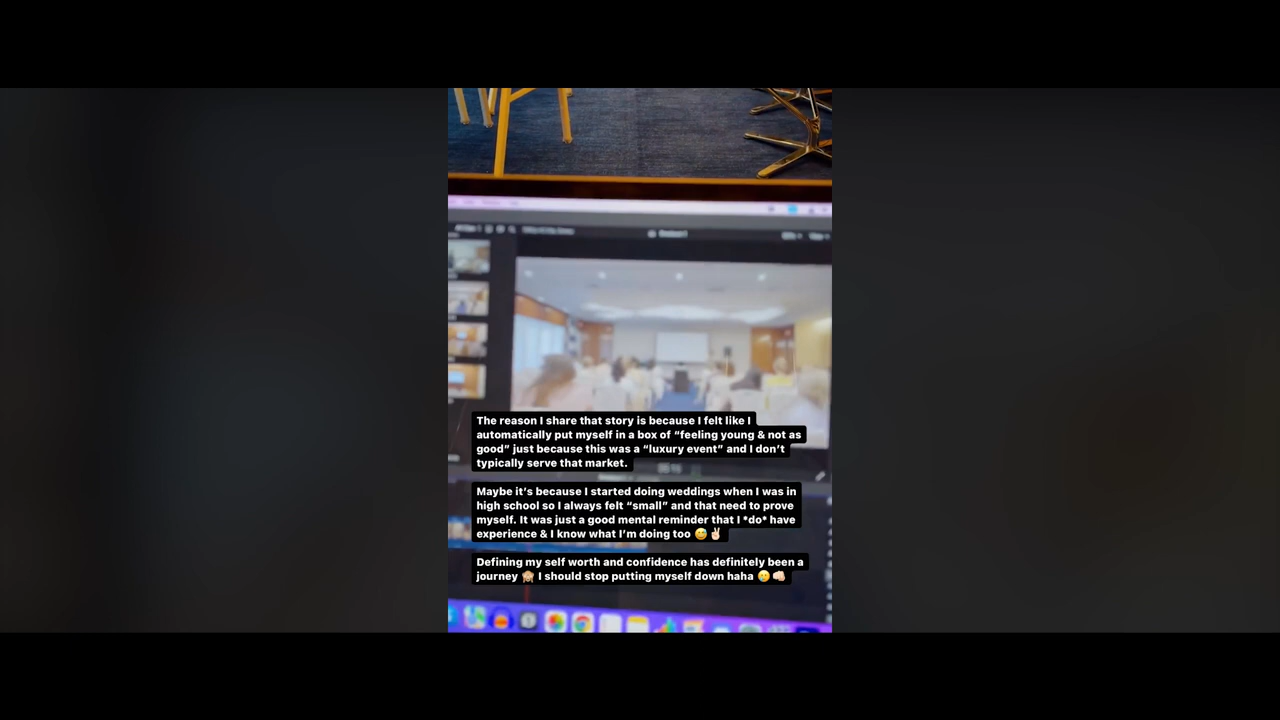 The reason I share that story is because I felt like I
automatically put myself in a box of “feeling young & not as
good” just because this was a “luxury event” and I don’t
typically serve that market.
Maybe it’s because I started doing weddings when I was in
high school so I always felt “small” and that need to prove
myself. It was just a good mental reminder that I *do* have
experience & I know what I’m doing too 😅✌🏻
Defining my self worth and confidence has definitely been a
journey 🙈 I should stop putting myself down haha 🥲👊🏻